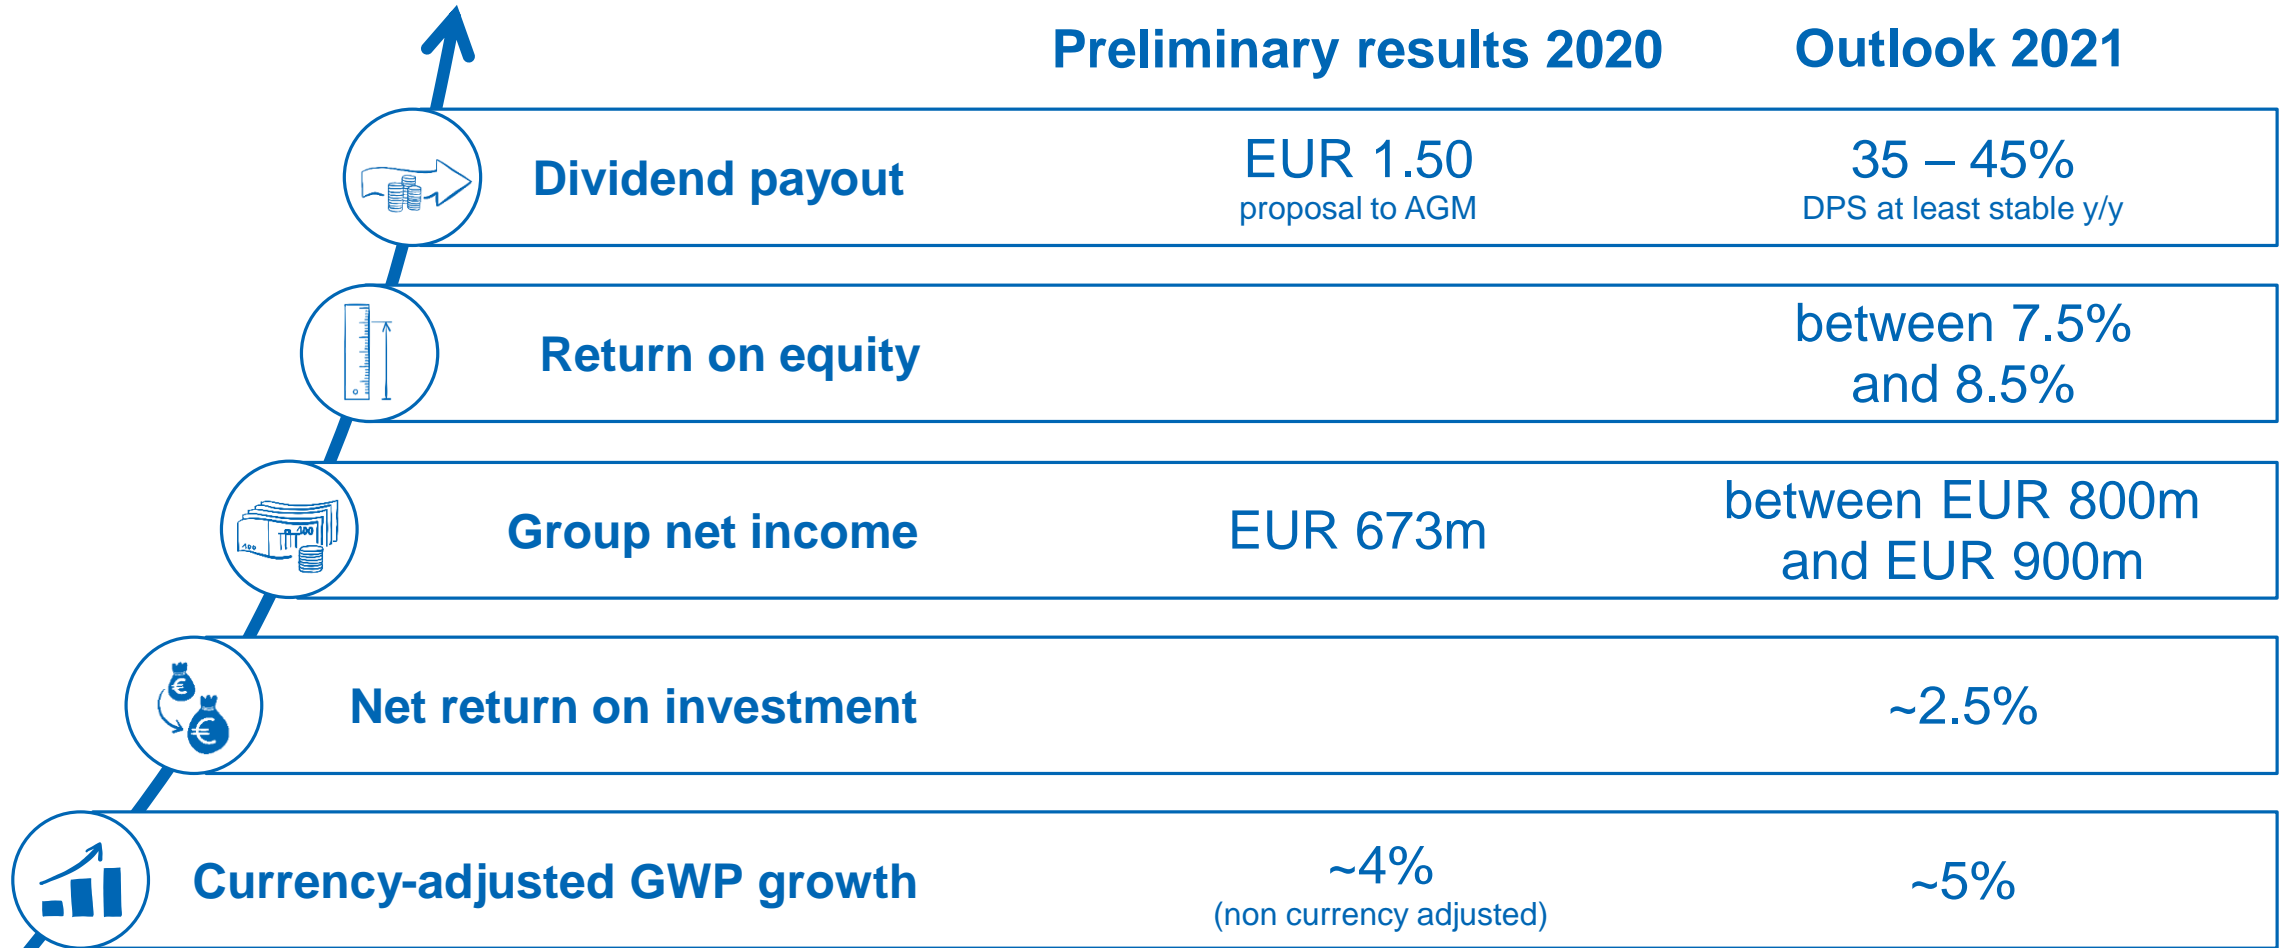 Preliminary results 2020 Outlook 2021
Dividend payout EUR 1.50 35 – 45%
proposal to AGM DPS at least stable y/y
Return on equity between 7.5%
and 8.5%
Group net income EUR 673m between EUR 800m
and EUR 900m
100
100
Net return on investment ~2.5%
€
€
Currency-adjusted GWP growth ~4% ~5%
(non currency adjusted)